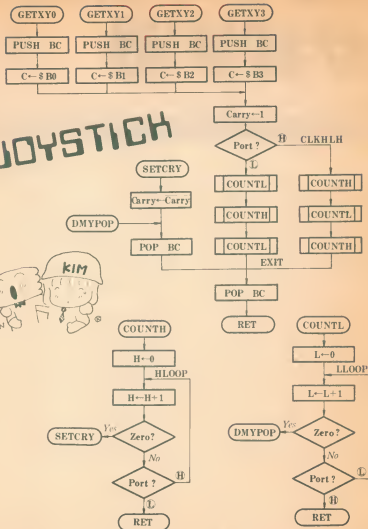 GETXY0 GETXY1 GETXY2 GETXY3
PUSH BC PUSH BC PUSH BC PUSH BC
C←$B0 C←$B1 C←$B2 C←$B3
JOYSTICK
Carry←1
Port? Ⓗ CLKHLH
Ⓛ
SETCRY
COUNTL COUNTH
Carry←Carry
COUNTH COUNTH
DMYPOP
POP BC
COUNTL COUNTH
EXIT
POP BC
RET
KIM
COUNTH
H←0
HLOOP
H←H+1
SETCRY Yes Zero?
No
Port? Ⓗ
Ⓛ
RET
COUNTL
L←0
LLOOP
L←L+1
DMYPOP Yes Zero?
No
Port? Ⓛ
Ⓗ
RET